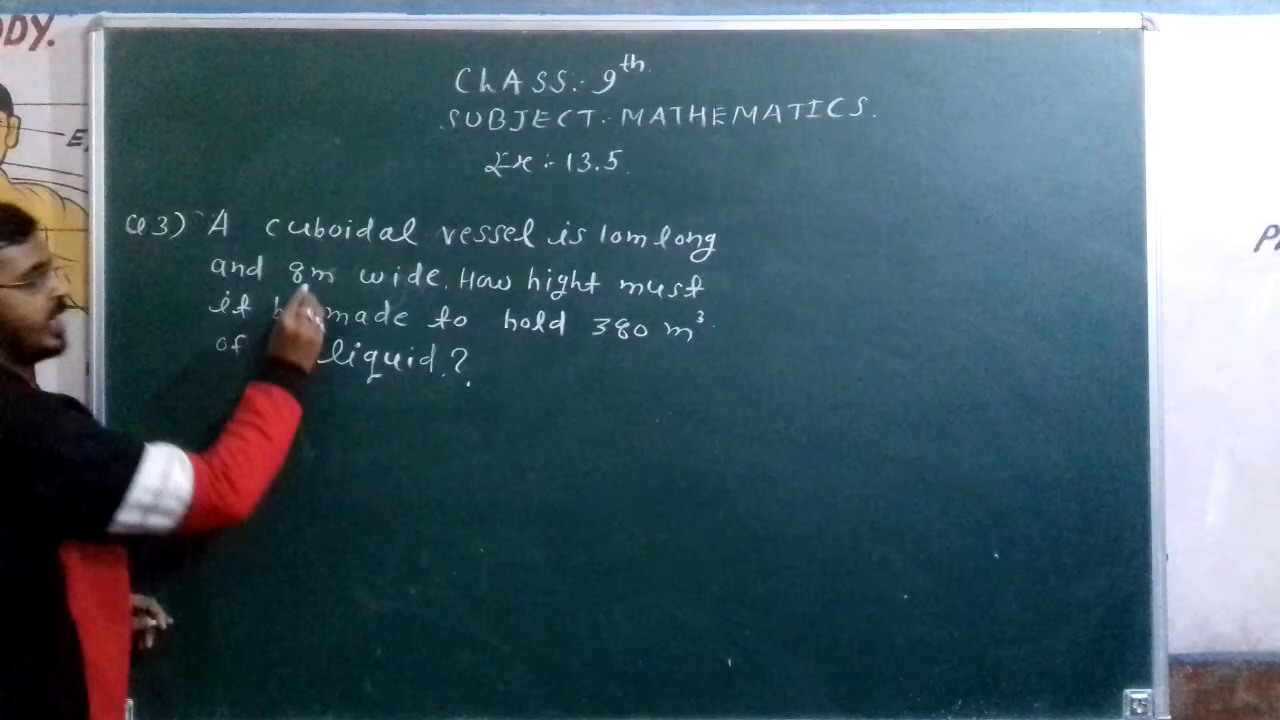 ODY.
CLASS:- 9th.
SUBJECT:- MATHEMATICS.
Ex:- 13.5.
Q3) A cuboidal vessel is 10m long
and 8m wide. How hight must
it made to hold 380 m³.
of liquid.?